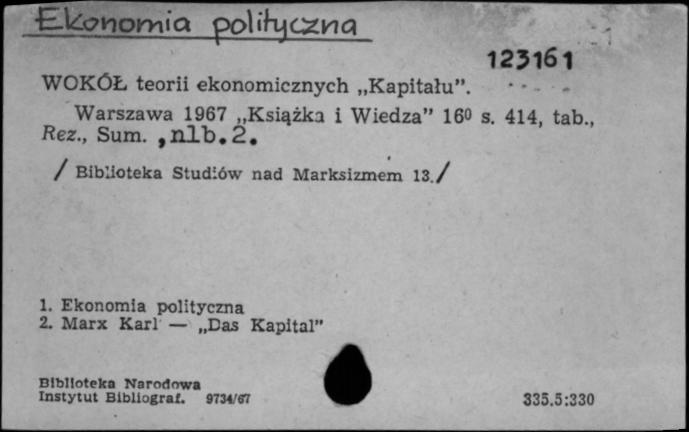 Ekonomia polityczna
123161
WOKÓŁ teorii ekonomicznych „Kapitału”.
Warszawa 1967 „Książka i Wiedza” 16⁰ s. 414, tab.,
Rez., Sum. ,nlb.2.
/ Biblioteka Studiów nad Marksizmem 13./
1. Ekonomia polityczna
2. Marx Karl — „Das Kapital”
Biblioteka Narodowa
Instytut Bibliograf. 9734/67
335.5:330